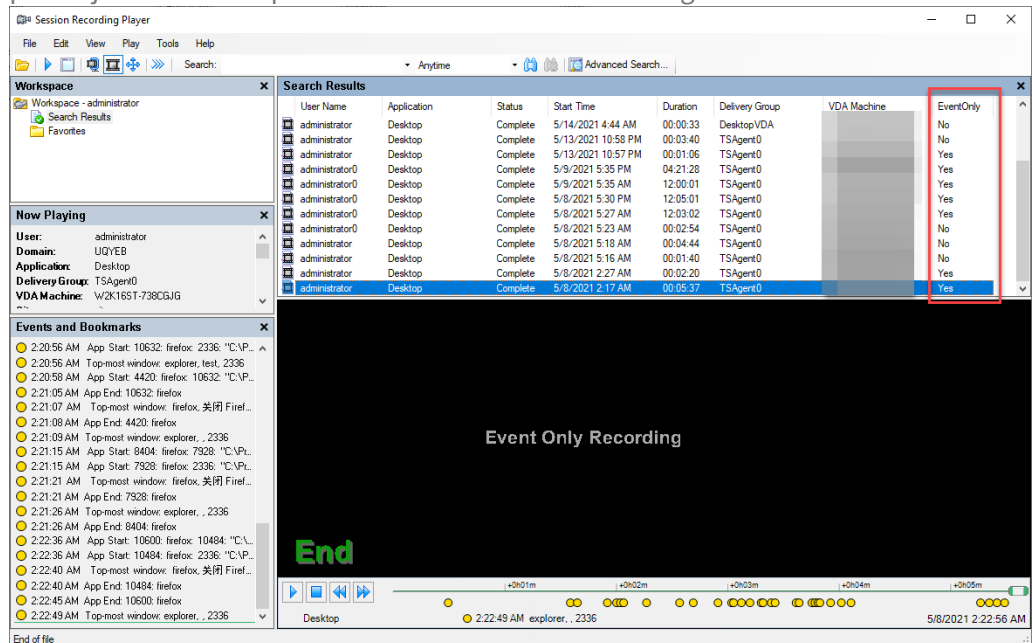 Session Recording Player
File Edit View Play Tools Help
Search: Anytime Advanced Search...
Workspace
Workspace - administrator
Search Results
Favorites
Search Results
User Name Application Status Start Time Duration Delivery Group VDA Machine EventOnly
administrator Desktop Complete 5/14/2021 4:44 AM 00:00:33 DesktopVDA No
administrator Desktop Complete 5/13/2021 10:58 PM 00:03:40 TSAgent0 No
administrator Desktop Complete 5/13/2021 10:57 PM 00:01:06 TSAgent0 Yes
administrator0 Desktop Complete 5/9/2021 5:35 PM 04:21:28 TSAgent0 Yes
administrator0 Desktop Complete 5/9/2021 5:35 AM 12:00:01 TSAgent0 Yes
administrator0 Desktop Complete 5/8/2021 5:30 PM 12:05:01 TSAgent0 Yes
administrator0 Desktop Complete 5/8/2021 5:27 AM 12:03:02 TSAgent0 Yes
administrator0 Desktop Complete 5/8/2021 5:23 AM 00:02:54 TSAgent0 No
administrator Desktop Complete 5/8/2021 5:18 AM 00:04:44 TSAgent0 No
administrator Desktop Complete 5/8/2021 5:16 AM 00:01:40 TSAgent0 No
administrator Desktop Complete 5/8/2021 2:27 AM 00:02:20 TSAgent0 Yes
administrator Desktop Complete 5/8/2021 2:17 AM 00:05:37 TSAgent0 Yes
Now Playing
User: administrator
Domain: UQYEB
Application: Desktop
Delivery Group: TSAgent0
VDA Machine: W2K16ST-738CGJG
Events and Bookmarks
2:20:56 AM App Start: 10632: firefox: 2336: "C:\P...
2:20:56 AM Top-most window: explorer, test, 2336
2:20:58 AM App Start: 4420: firefox: 10632: "C:\P...
2:21:05 AM App End: 10632: firefox
2:21:07 AM Top-most window: firefox, 关闭 Firef...
2:21:08 AM App End: 4420: firefox
2:21:09 AM Top-most window: explorer, , 2336
2:21:15 AM App Start: 8404: firefox: 7928: "C:\Pr...
2:21:15 AM App Start: 7928: firefox: 2336: "C:\Pr...
2:21:21 AM Top-most window: firefox, 关闭 Firef...
2:21:21 AM App End: 7928: firefox
2:21:26 AM Top-most window: explorer, , 2336
2:21:26 AM App End: 8404: firefox
2:22:36 AM App Start: 10600: firefox: 10484: "C:\...
2:22:36 AM App Start: 10484: firefox: 2336: "C:\P...
2:22:40 AM Top-most window: firefox, 关闭 Firef...
2:22:40 AM App End: 10484: firefox
2:22:45 AM App End: 10600: firefox
2:22:49 AM Top-most window: explorer, , 2336
Event Only Recording
End
+0h01m +0h02m +0h03m +0h04m +0h05m
Desktop 2:22:49 AM explorer, , 2336 5/8/2021 2:22:56 AM
End of file